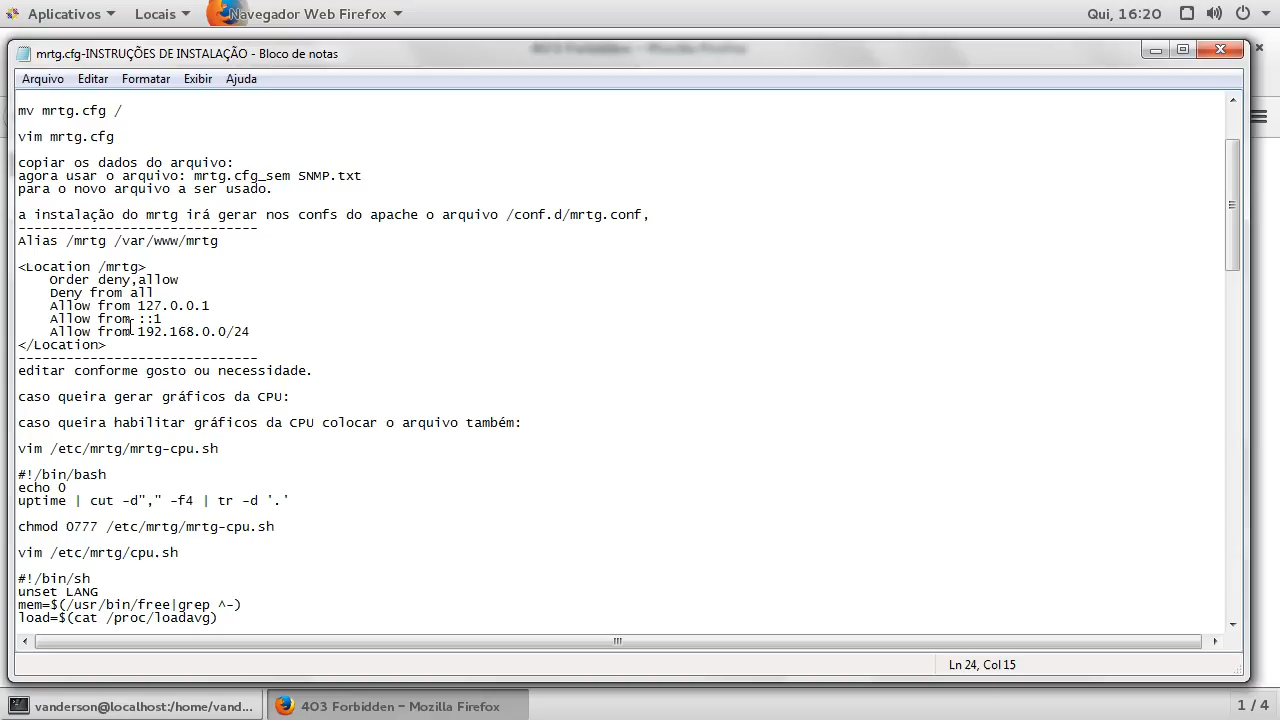 Aplicativos Locais Navegador Web Firefox Qui, 16:20
mrtg.cfg-INSTRUÇÕES DE INSTALAÇÃO - Bloco de notas
403 Forbidden - Mozilla Firefox
Arquivo Editar Formatar Exibir Ajuda
mv mrtg.cfg /
vim mrtg.cfg
copiar os dados do arquivo:
agora usar o arquivo: mrtg.cfg_sem SNMP.txt
para o novo arquivo a ser usado.
a instalação do mrtg irá gerar nos confs do apache o arquivo /conf.d/mrtg.conf,
------------------------------
Alias /mrtg /var/www/mrtg
<Location /mrtg>
    Order deny,allow
    Deny from all
    Allow from 127.0.0.1
    Allow from ::1
    Allow from 192.168.0.0/24
</Location>
------------------------------
editar conforme gosto ou necessidade.
caso queira gerar gráficos da CPU:
caso queira habilitar gráficos da CPU colocar o arquivo também:
vim /etc/mrtg/mrtg-cpu.sh
#!/bin/bash
echo 0
uptime | cut -d"," -f4 | tr -d '.'
chmod 0777 /etc/mrtg/mrtg-cpu.sh
vim /etc/mrtg/cpu.sh
#!/bin/sh
unset LANG
mem=$(/usr/bin/free|grep ^-)
load=$(cat /proc/loadavg)
Ln 24, Col 15
vanderson@localhost:/home/vand... 403 Forbidden - Mozilla Firefox 1 / 4